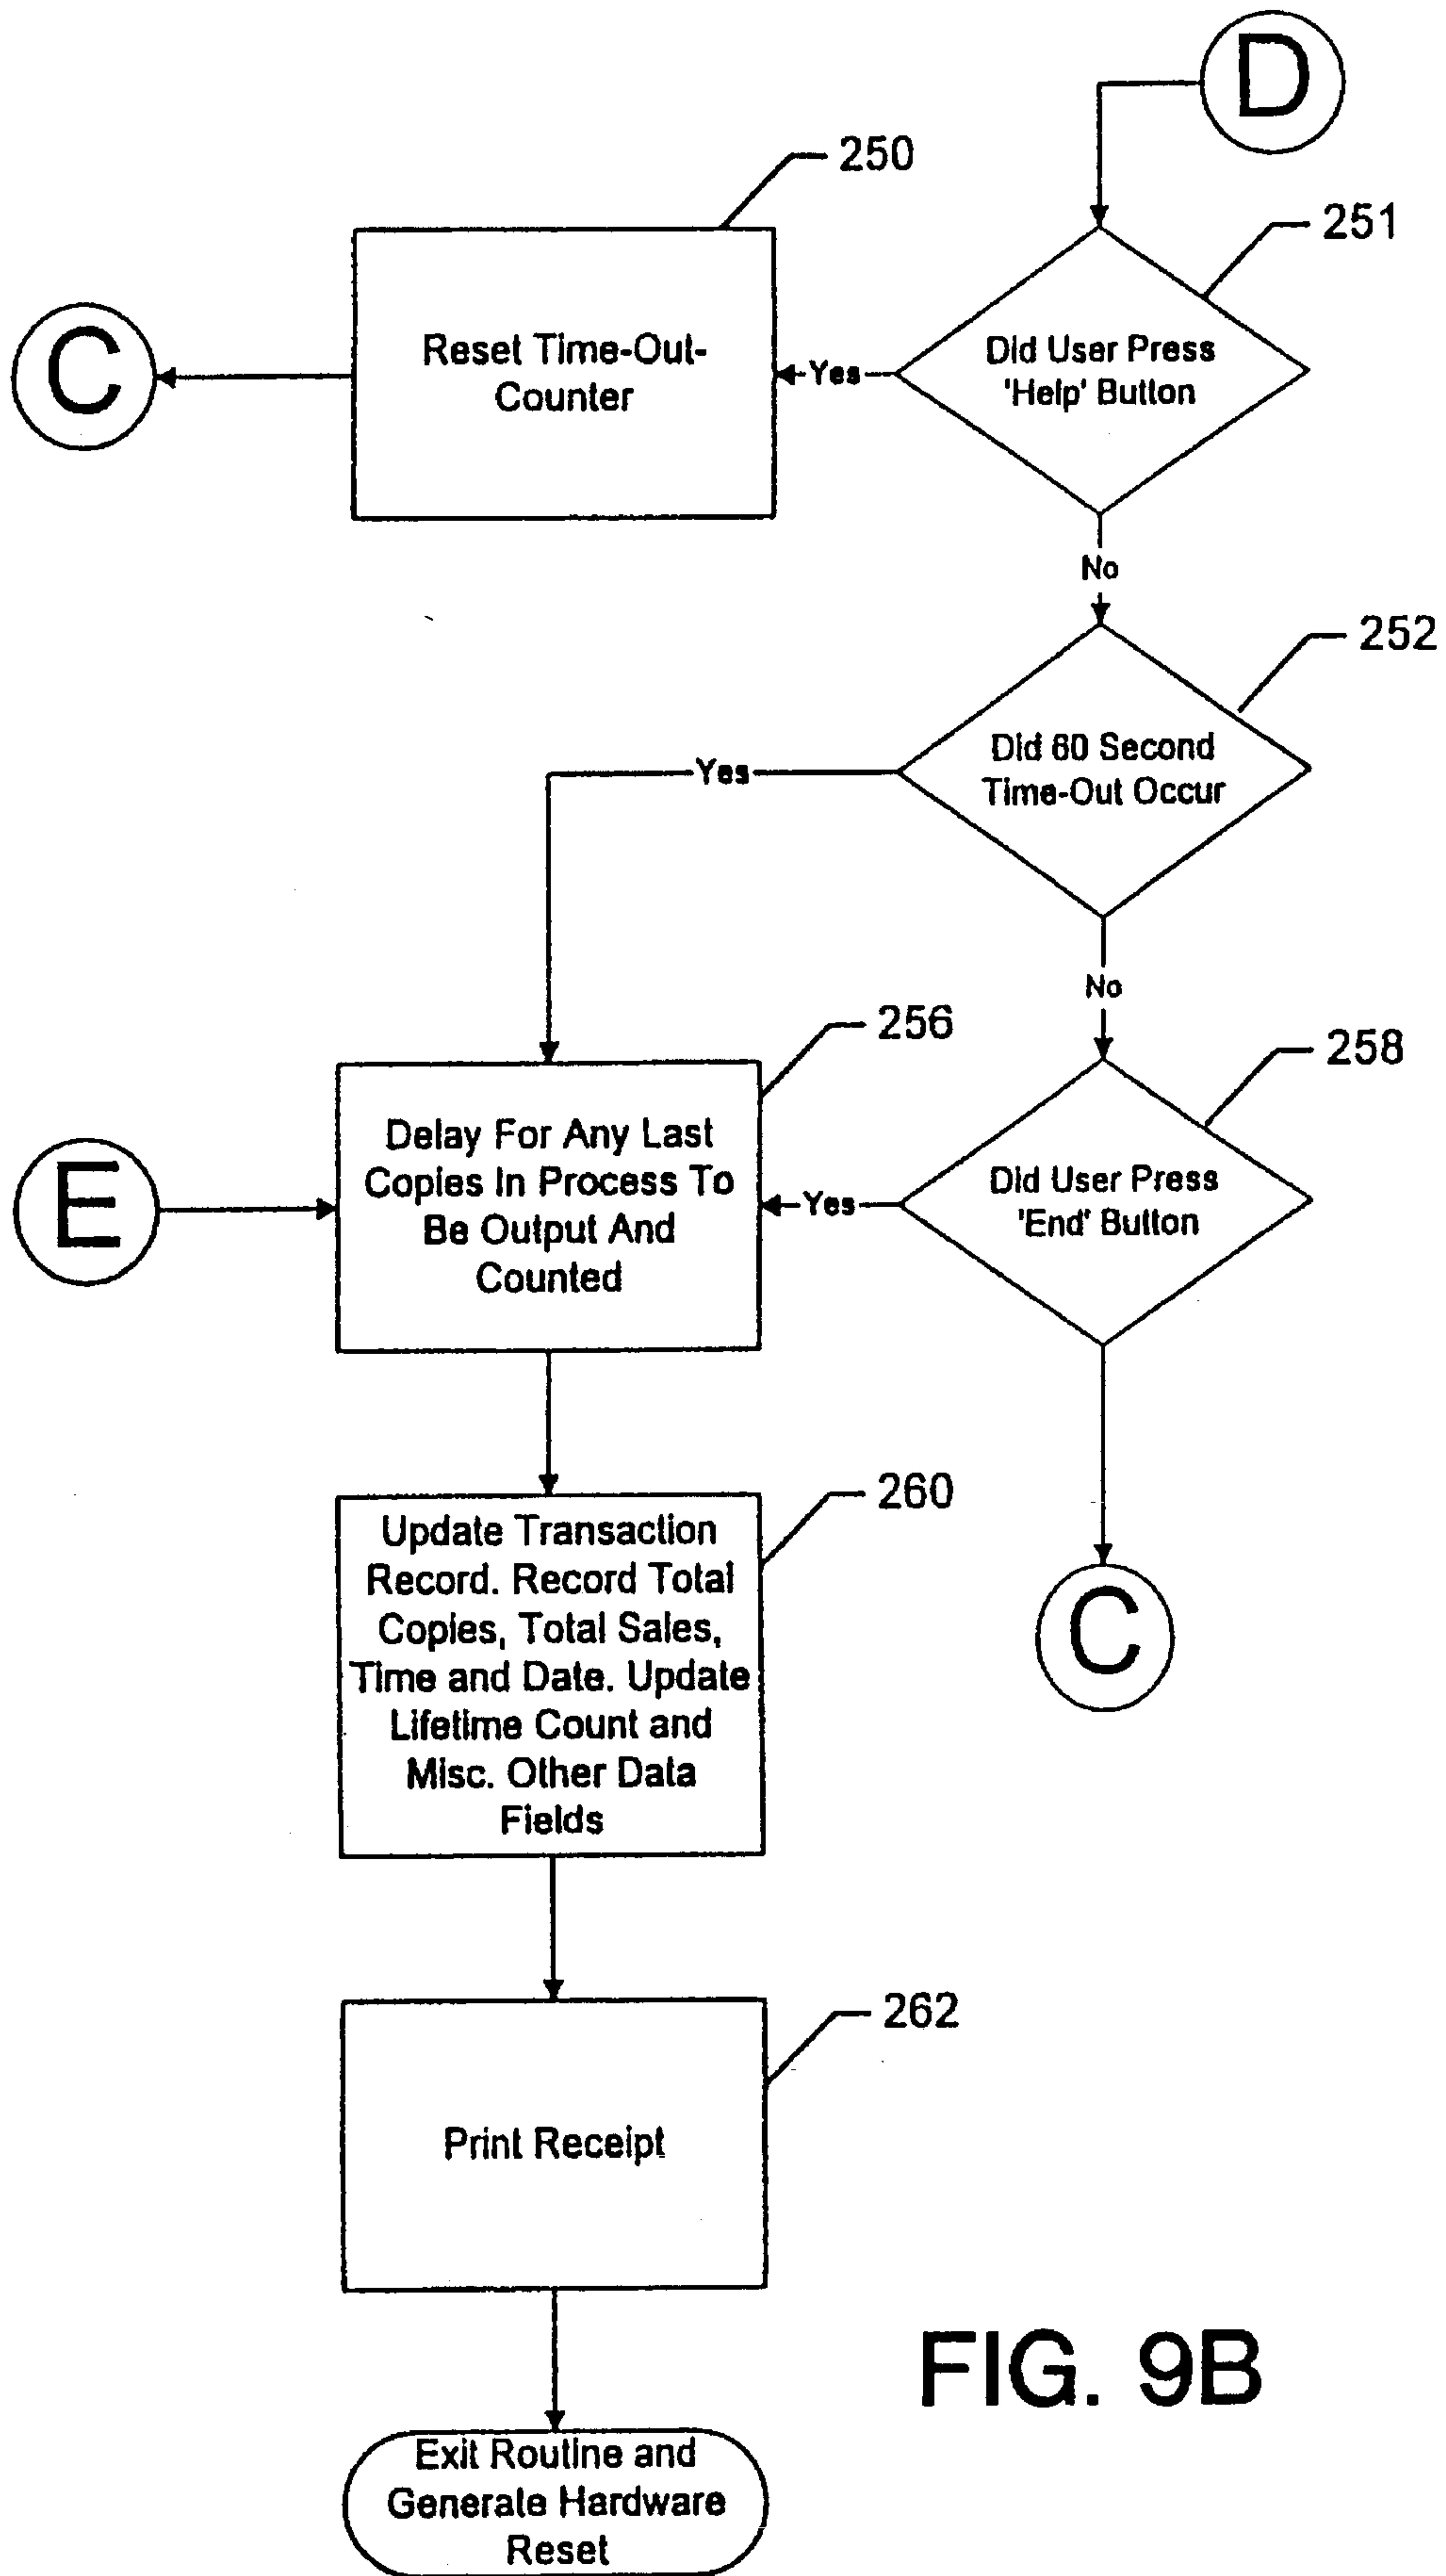 D
250
251
Reset Time-Out-
Counter
C
Yes
Did User Press
'Help' Button
No
252
Did 60 Second
Time-Out Occur
Yes
No
256
258
Delay For Any Last
Copies In Process To
Be Output And
Counted
E
Yes
Did User Press
'End' Button
260
Update Transaction
Record. Record Total
Copies, Total Sales,
Time and Date. Update
Lifetime Count and
Misc. Other Data
Fields
C
262
Print Receipt
FIG. 9B
Exit Routine and
Generate Hardware
Reset